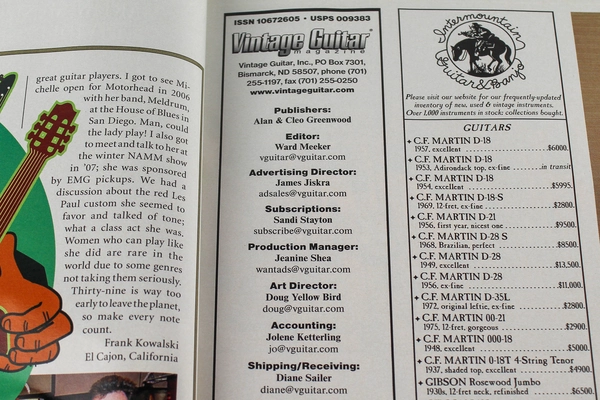 great guitar players. I got to see Mi-
chelle open for Motorhead in 2006
with her band, Meldrum,
at the House of Blues in
San Diego. Man, could
the lady play! I also got
to meet and talk to her at
the winter NAMM show
in '07; she was sponsored
by EMG pickups. We had a
discussion about the red Les
Paul custom she seemed to
favor and talked of tone;
what a class act she was.
Women who can play like
she did are rare in the
world due to some genres
not taking them seriously.
Thirty-nine is way too
early to leave the planet,
so make every note
count.
Frank Kowalski
El Cajon, California
ISSN 10672605 • USPS 009383
Vintage Guitar®
magazine
Vintage Guitar, Inc., PO Box 7301,
Bismarck, ND 58507, phone (701)
255-1197, fax (701) 255-0250
www.vintageguitar.com
Publishers:
Alan & Cleo Greenwood
Editor:
Ward Meeker
vguitar@vguitar.com
Advertising Director:
James Jiskra
adsales@vguitar.com
Subscriptions:
Sandi Stayton
subscribe@vguitar.com
Production Manager:
Jeanine Shea
wantads@vguitar.com
Art Director:
Doug Yellow Bird
doug@vguitar.com
Accounting:
Jolene Ketterling
jo@vguitar.com
Shipping/Receiving:
Diane Sailer
diane@vguitar.com
Intermountain
Guitar & Banjo
Please visit our website for our frequently-updated
inventory of new, used & vintage instruments.
Over 1,000 instruments in stock: collections bought.
GUITARS
C.F. MARTIN D-18
1957, excellent $6000.
C.F. MARTIN D-18
1953, Adirondack top, ex-fine ....in transit
C.F. MARTIN D-18
1954, excellent $5995.
C.F. MARTIN D-18-S
1969, 12-fret, ex-fine $2800.
C.F. MARTIN D-21
1956, first year, nicest one $9500.
C.F. MARTIN D-28 S
1968, Brazilian, perfect $8500.
C.F. MARTIN D-28
1949, excellent $13,500.
C.F. MARTIN D-28
1956, ex-fine $11,000.
C.F. MARTIN D-35L
1972, original leftie, ex-fine $2800.
C.F. MARTIN 00-21
1975, 12-fret, gorgeous $2900.
C.F. MARTIN 000-18
1948, excellent $5000.
C.F. MARTIN 0-18T 4-String Tenor
1937, shaded top, excellent $4900.
GIBSON Rosewood Jumbo
1930s, 12-fret neck, refinished $6500.